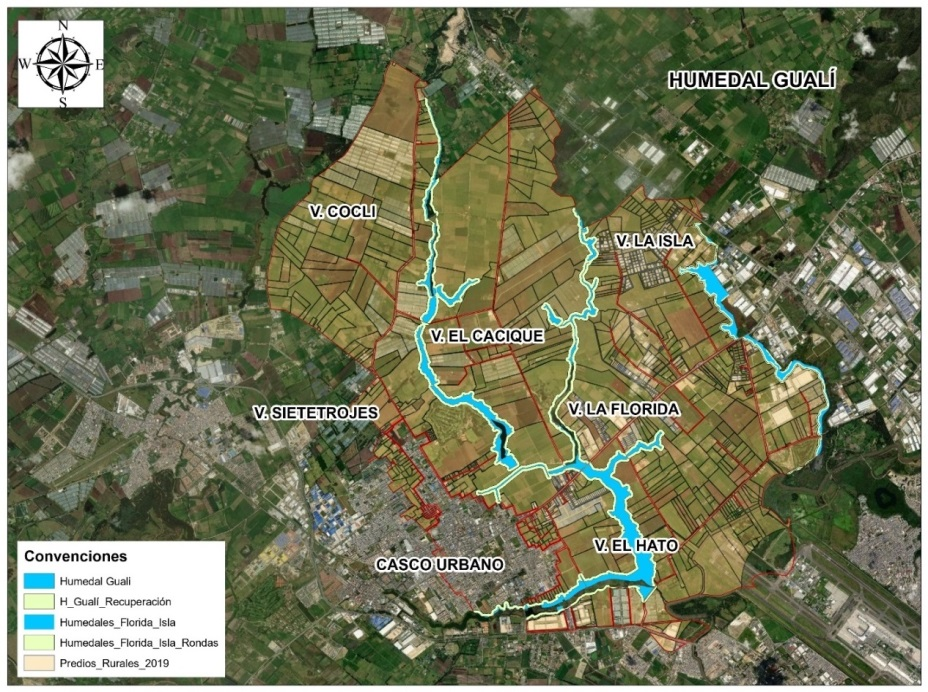 N
W E
S
HUMEDAL GUALÍ
V. COCLI
V. LA ISLA
V. EL CACIQUE
V. SIETETROJES
V. LA FLORIDA
V. EL HATO
CASCO URBANO
Convenciones
Humedal Gualí
H_Gualí_Recuperación
Humedales_Florida_Isla
Humedales_Florida_Isla_Rondas
Predios_Rurales_2019